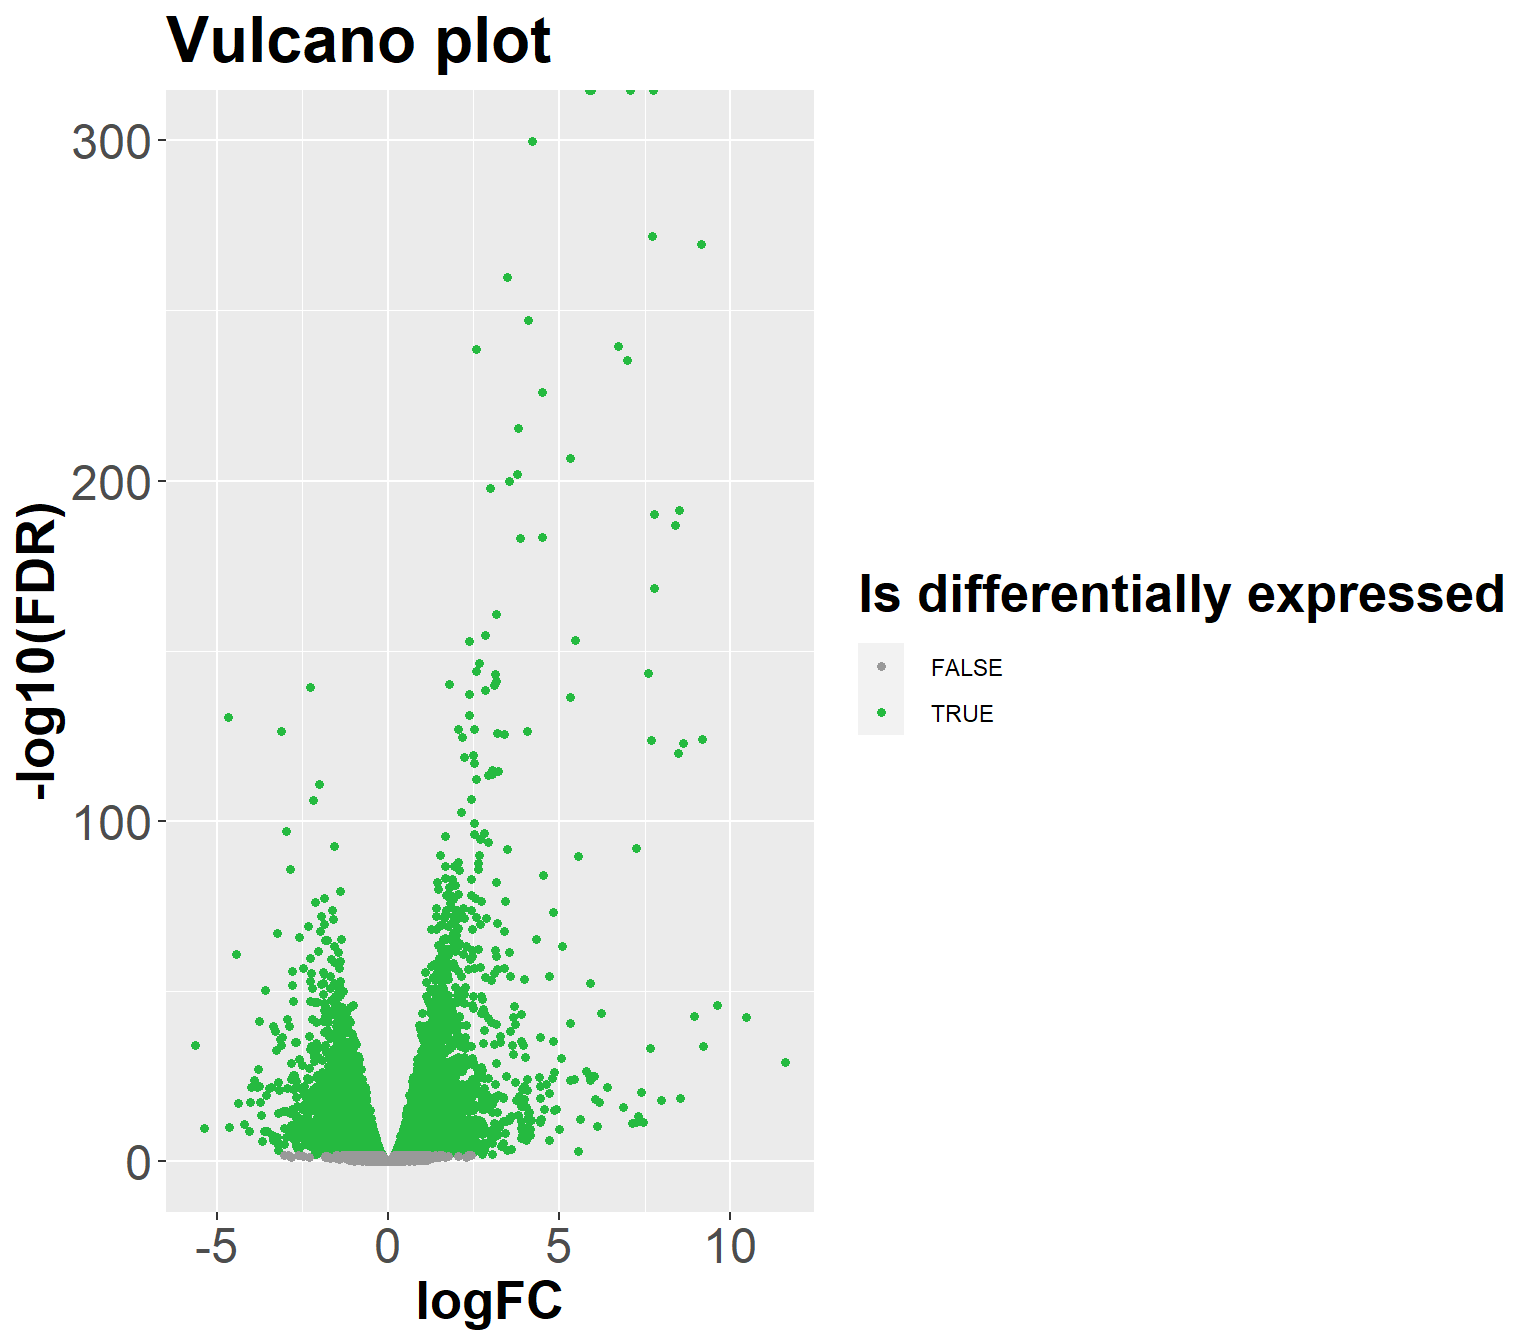 Vulcano plot
300
200
100
0
-log10(FDR)
-5 0 5 10
logFC
Is differentially expressed
FALSE
TRUE